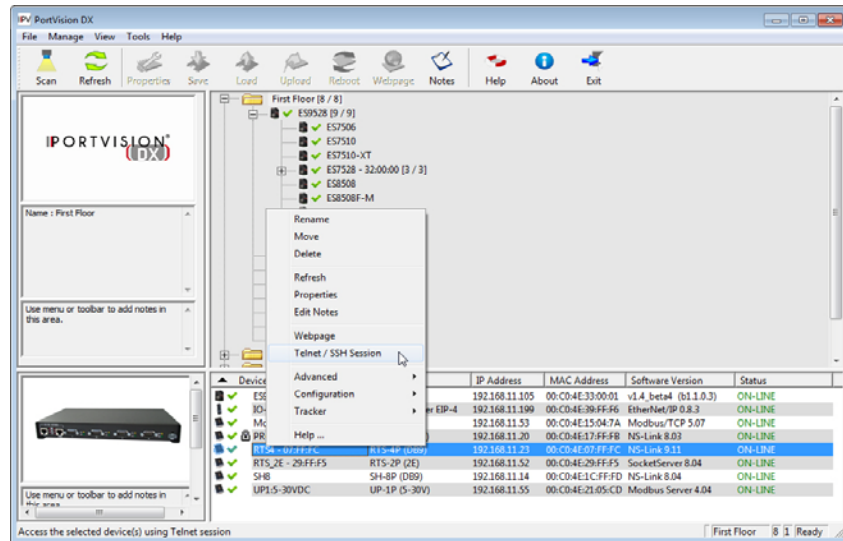 IPV PortVision DX
File Manage View Tools Help
Scan Refresh Properties Save Load Upload Reboot Webpage Notes Help About Exit
First Floor [8 / 8]
ES9528 [9 / 9]
ES7506
ES7510
ES7510-XT
ES7528 - 32:00:00 [3 / 3]
ES8508
ES8508F-M
PORTVISION DX
Name : First Floor
Use menu or toolbar to add notes in this area.
Rename
Move
Delete
Refresh
Properties
Edit Notes
Webpage
Telnet / SSH Session
Advanced
Configuration
Tracker
Help ...
Device IP Address MAC Address Software Version Status
ES9 192.168.11.105 00:C0:4E:33:00:01 v1.4_beta4 (b1.1.0.3) ON-LINE
IO- er EIP-4 192.168.11.199 00:C0:4E:39:FF:F6 EtherNet/IP 0.8.3 ON-LINE
Mo 192.168.11.53 00:C0:4E:15:04:7A Modbus/TCP 5.07 ON-LINE
PR ) 192.168.11.20 00:C0:4E:17:FF:FB NS-Link 8.03 ON-LINE
RTS4 - 07:FF:FC RTS-4P (DB9) 192.168.11.23 00:C0:4E:07:FF:FC NS-Link 9.11 ON-LINE
RTS_2E - 29:FF:F5 RTS-2P (2E) 192.168.11.52 00:C0:4E:29:FF:F5 SocketServer 8.04 ON-LINE
SH8 SH-8P (DB9) 192.168.11.14 00:C0:4E:1C:FF:FD NS-Link 8.04 ON-LINE
UP1:5-30VDC UP-1P (5-30V) 192.168.11.55 00:C0:4E:21:05:CD Modbus Server 4.04 ON-LINE
Use menu or toolbar to add notes in
Access the selected device(s) using Telnet session First Floor 8 1 Ready